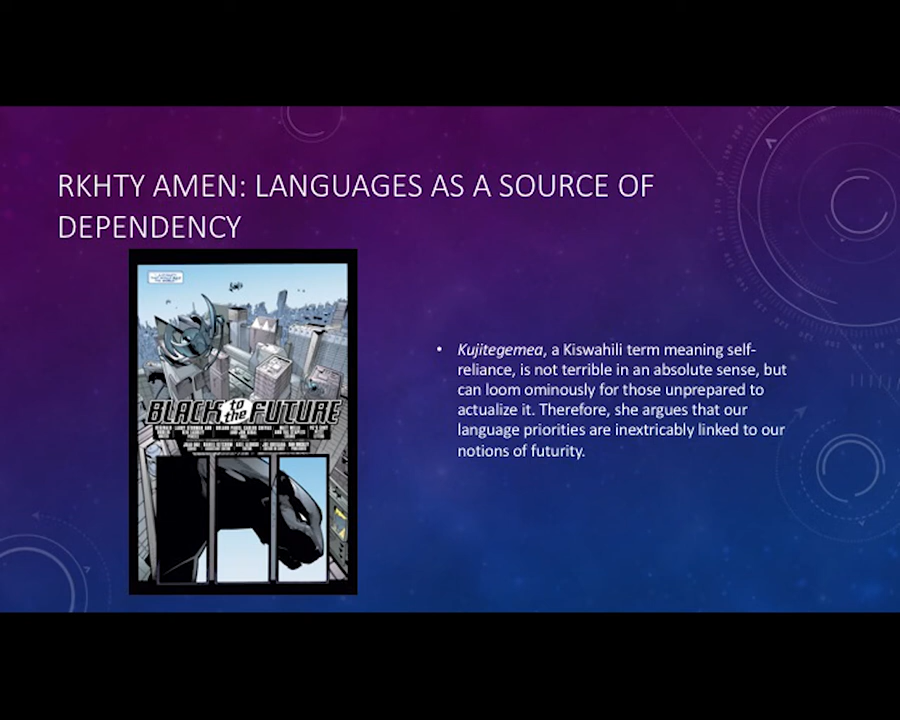 RKHTY AMEN: LANGUAGES AS A SOURCE OF
DEPENDENCY
BLACK to the FUTURE
• Kujitegemea, a Kiswahili term meaning self-
reliance, is not terrible in an absolute sense, but
can loom ominously for those unprepared to
actualize it. Therefore, she argues that our
language priorities are inextricably linked to our
notions of futurity.